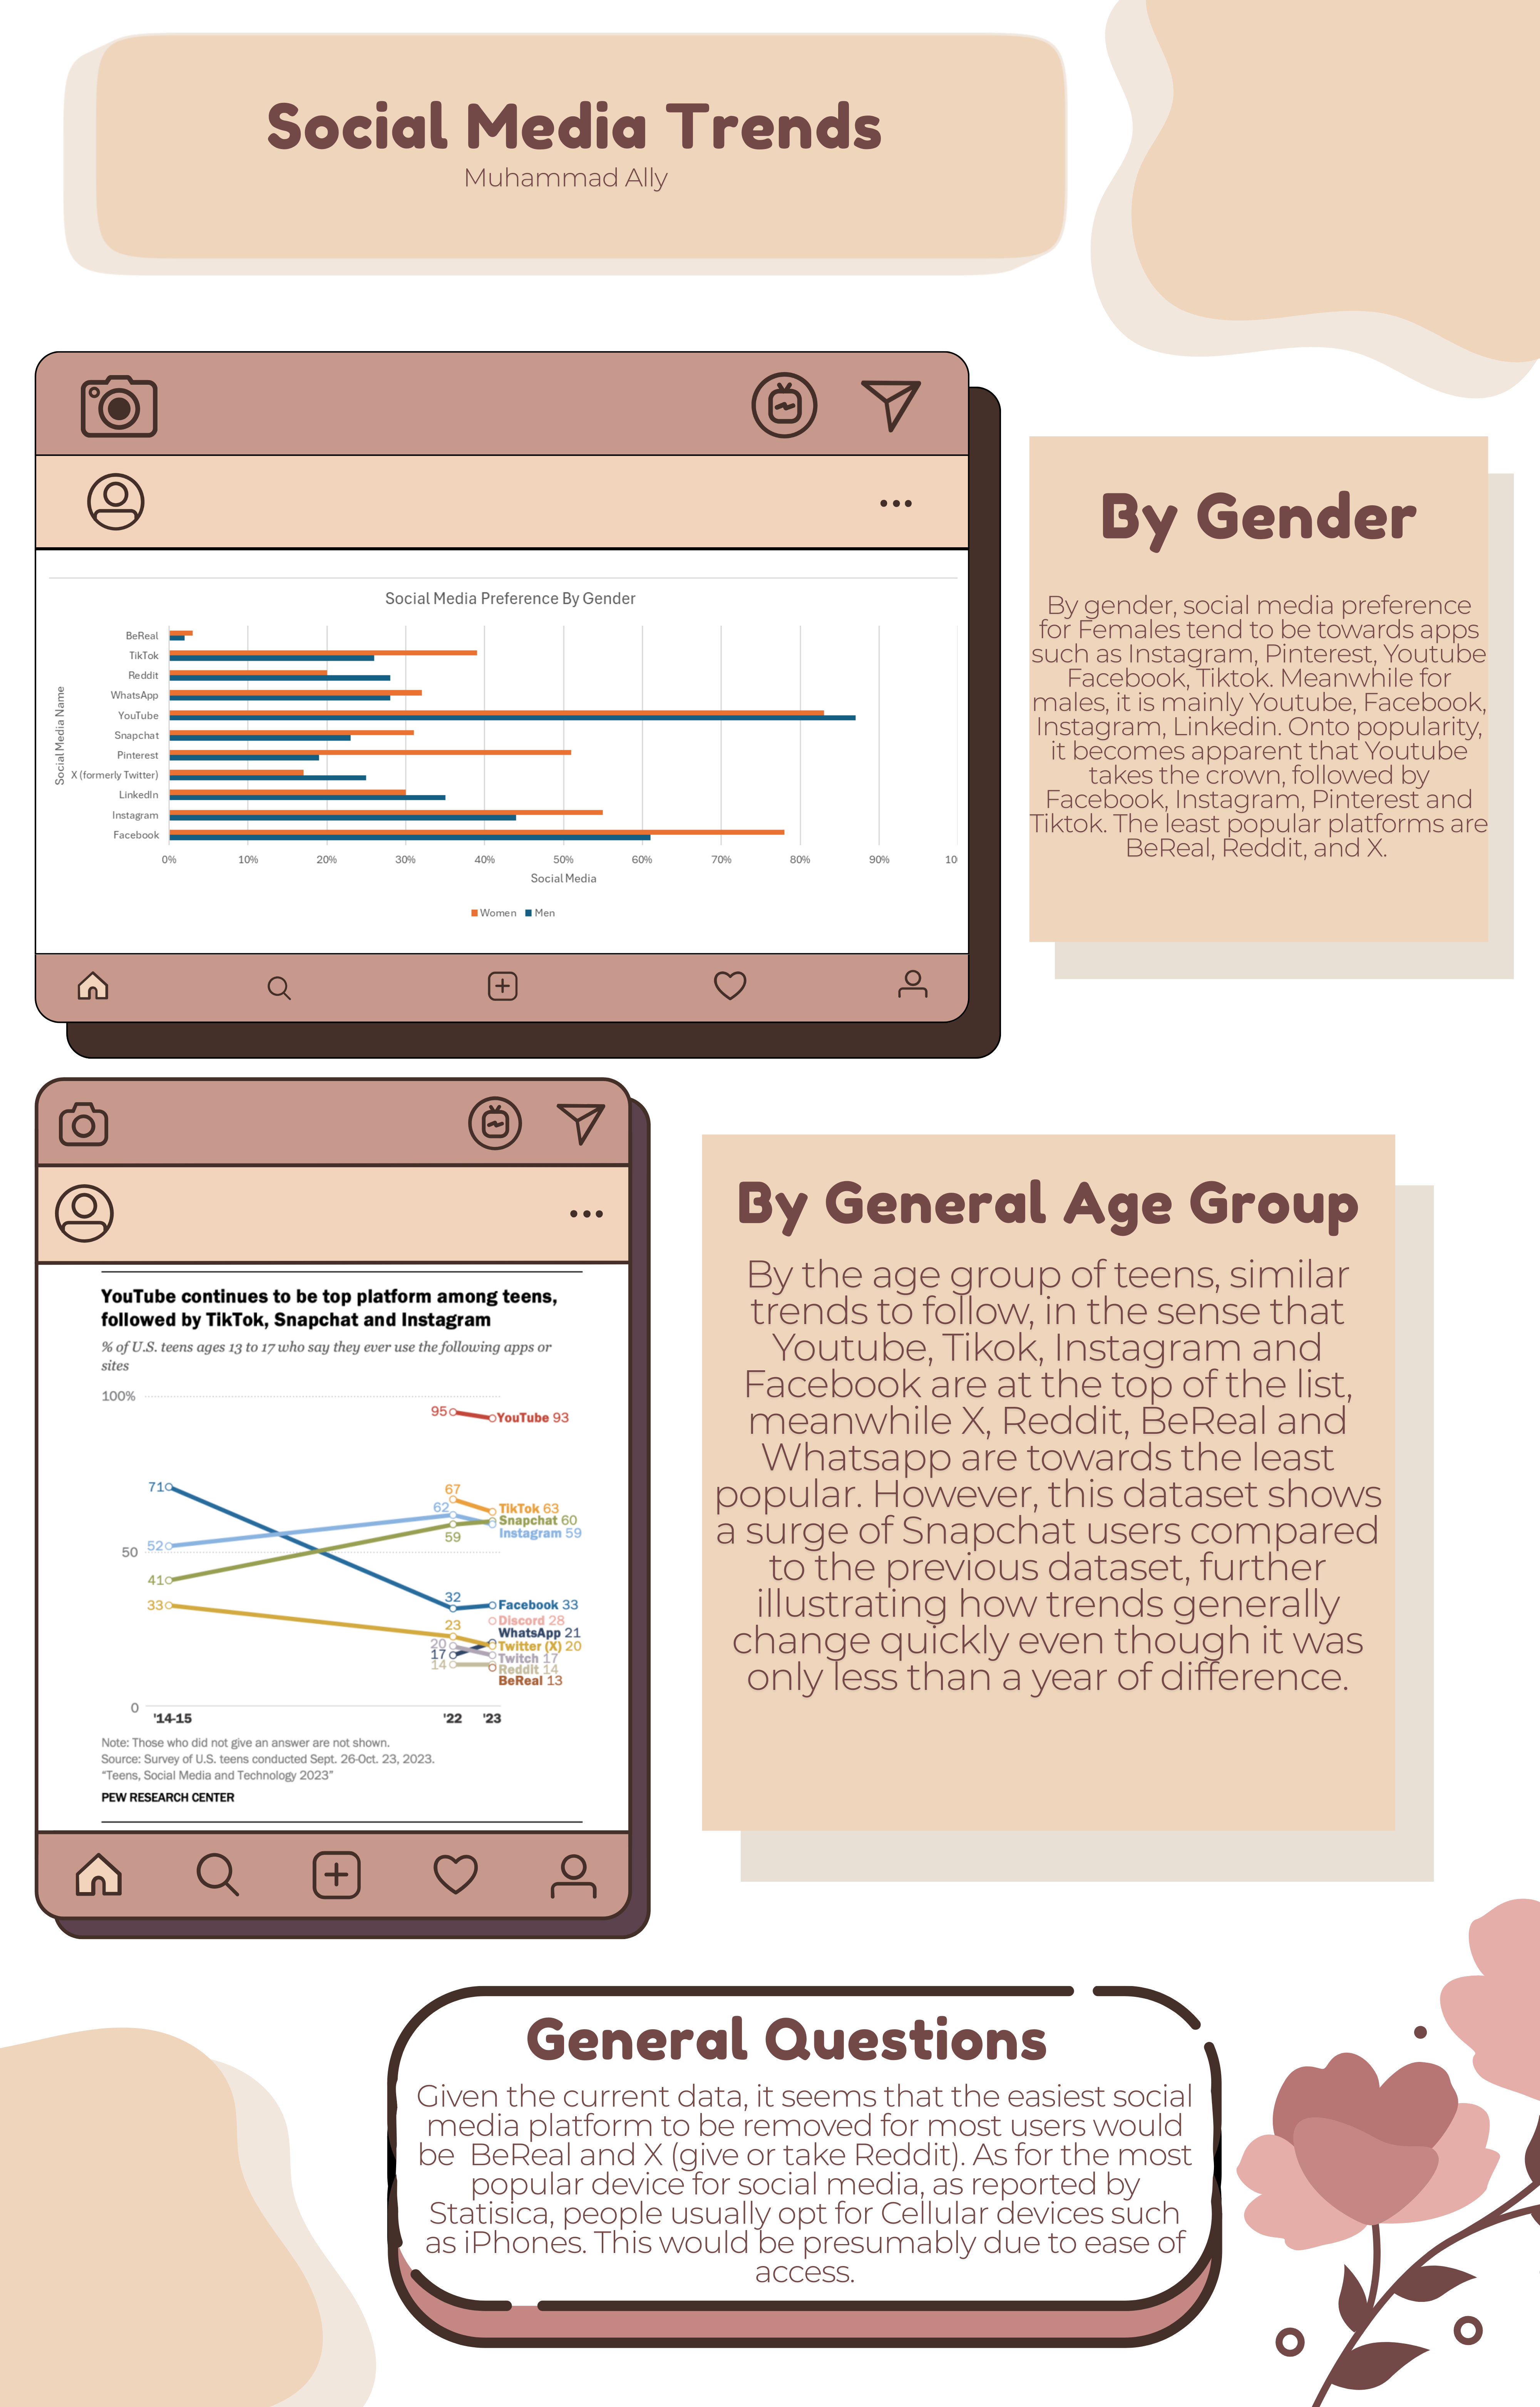 Social Media Trends
Muhammad Ally
Social Media Preference By Gender
Social Media Name
BeReal
TikTok
Reddit
WhatsApp
YouTube
Snapchat
Pinterest
X (formerly Twitter)
LinkedIn
Instagram
Facebook
0% 10% 20% 30% 40% 50% 60% 70% 80% 90% 10
Social Media
Women Men
By Gender
By gender, social media preference
for Females tend to be towards apps
such as Instagram, Pinterest, Youtube
Facebook, Tiktok. Meanwhile for
males, it is mainly Youtube, Facebook,
Instagram, Linkedin. Onto popularity,
it becomes apparent that Youtube
takes the crown, followed by
Facebook, Instagram, Pinterest and
Tiktok. The least popular platforms are
BeReal, Reddit, and X.
YouTube continues to be top platform among teens,
followed by TikTok, Snapchat and Instagram
% of U.S. teens ages 13 to 17 who say they ever use the following apps or
sites
100%
95 YouTube 93
71
67
62 TikTok 63
Snapchat 60
59 Instagram 59
52
50
41
33
32 Facebook 33
Discord 28
23 WhatsApp 21
20 Twitter (X) 20
17 Twitch 17
14 Reddit 14
BeReal 13
0
'14-15 '22 '23
Note: Those who did not give an answer are not shown.
Source: Survey of U.S. teens conducted Sept. 26-Oct. 23, 2023.
“Teens, Social Media and Technology 2023”
PEW RESEARCH CENTER
By General Age Group
By the age group of teens, similar
trends to follow, in the sense that
Youtube, Tikok, Instagram and
Facebook are at the top of the list,
meanwhile X, Reddit, BeReal and
Whatsapp are towards the least
popular. However, this dataset shows
a surge of Snapchat users compared
to the previous dataset, further
illustrating how trends generally
change quickly even though it was
only less than a year of difference.
General Questions
Given the current data, it seems that the easiest social
media platform to be removed for most users would
be BeReal and X (give or take Reddit). As for the most
popular device for social media, as reported by
Statisica, people usually opt for Cellular devices such
as iPhones. This would be presumably due to ease of
access.